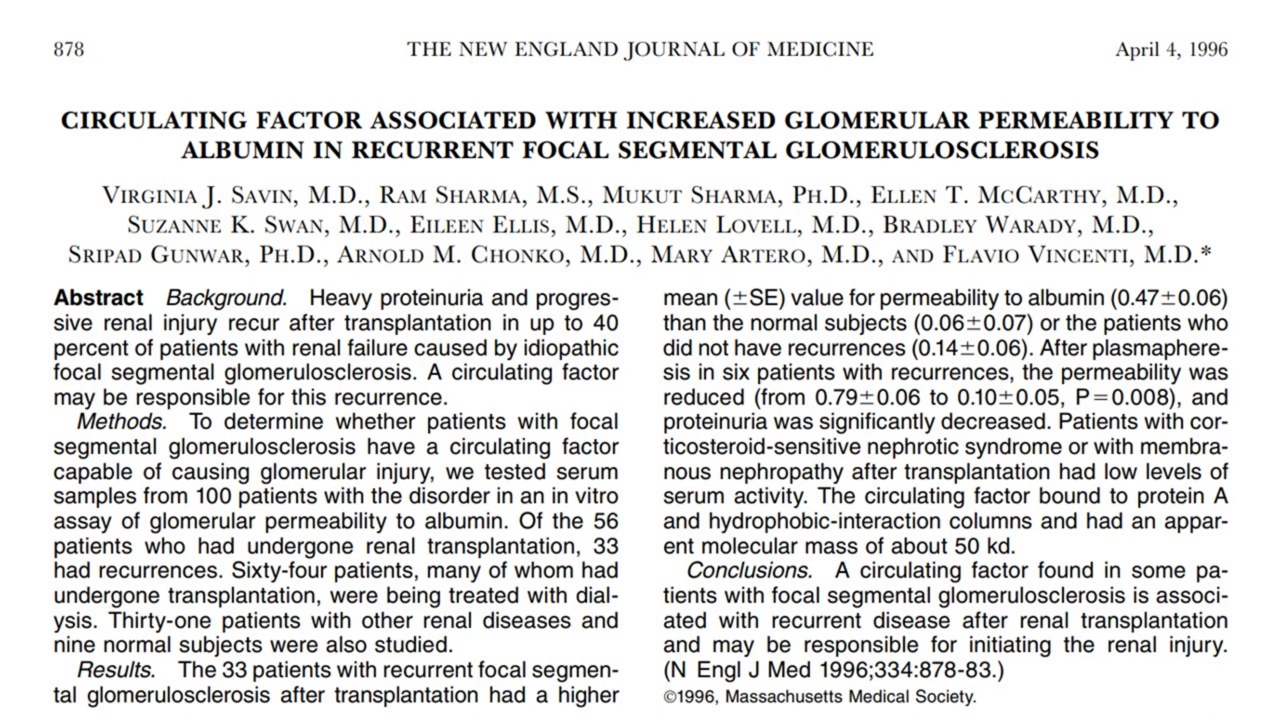 878
THE NEW ENGLAND JOURNAL OF MEDICINE
April 4, 1996
CIRCULATING FACTOR ASSOCIATED WITH INCREASED GLOMERULAR PERMEABILITY TO
ALBUMIN IN RECURRENT FOCAL SEGMENTAL GLOMERULOSCLEROSIS
VIRGINIA J. SAVIN, M.D., RAM SHARMA, M.S., MUKUT SHARMA, PH.D., ELLEN T. MCCARTHY, M.D.,
SUZANNE K. SWAN, M.D., EILEEN ELLIS, M.D., HELEN LOVELL, M.D., BRADLEY WARADY, M.D.,
SRIPAD GUNWAR, PH.D., ARNOLD M. CHONKO, M.D., MARY ARTERO, M.D., AND FLAVIO VINCENTI, M.D.*
Abstract Background. Heavy proteinuria and progres-
sive renal injury recur after transplantation in up to 40
percent of patients with renal failure caused by idiopathic
focal segmental glomerulosclerosis. A circulating factor
may be responsible for this recurrence.
Methods. To determine whether patients with focal
segmental glomerulosclerosis have a circulating factor
capable of causing glomerular injury, we tested serum
samples from 100 patients with the disorder in an in vitro
assay of glomerular permeability to albumin. Of the 56
patients who had undergone renal transplantation, 33
had recurrences. Sixty-four patients, many of whom had
undergone transplantation, were being treated with dial-
ysis. Thirty-one patients with other renal diseases and
nine normal subjects were also studied.
Results. The 33 patients with recurrent focal segmen-
tal glomerulosclerosis after transplantation had a higher
mean (±SE) value for permeability to albumin (0.47±0.06)
than the normal subjects (0.06±0.07) or the patients who
did not have recurrences (0.14±0.06). After plasmaphere-
sis in six patients with recurrences, the permeability was
reduced (from 0.79±0.06 to 0.10±0.05, P=0.008), and
proteinuria was significantly decreased. Patients with cor-
ticosteroid-sensitive nephrotic syndrome or with membra-
nous nephropathy after transplantation had low levels of
serum activity. The circulating factor bound to protein A
and hydrophobic-interaction columns and had an appar-
ent molecular mass of about 50 kd.
Conclusions. A circulating factor found in some pa-
tients with focal segmental glomerulosclerosis is associ-
ated with recurrent disease after renal transplantation
and may be responsible for initiating the renal injury.
(N Engl J Med 1996;334:878-83.)
©1996, Massachusetts Medical Society.